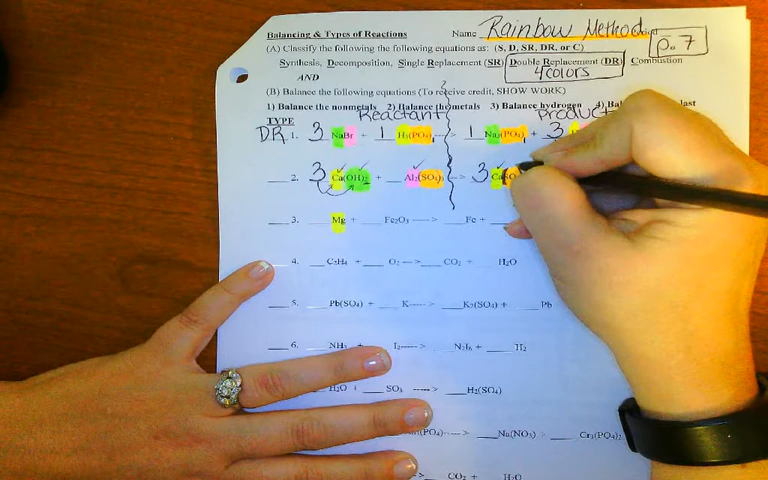 Balancing & Types of Reactions Name Rainbow Method
p. 7
(A) Classify the following the following equations as: (S, D, SR, DR, or C)
Synthesis, Decomposition, Single Replacement (SR) Double Replacement (DR) Combustion
4 colors
AND
(B) Balance the following equations (To receive credit, SHOW WORK)
1) Balance the nonmetals 2) Balance the metals 3) Balance hydrogen 4) last
Reactant Product
TYPE
DR 1. 3 NaBr + 1 H₃(PO₄) > 1 Na₃(PO₄) + 3
2. 3 Ca(OH)₂ + Al₂(SO₄)₃ > 3 Ca
3. Mg + Fe₂O₃ ----> Fe +
4. C₂H₄ + O₂ ---> CO₂ + H₂O
5. Pb(SO₄) + K----> K₂(SO₄) + Pb
6. NH₃ I₂----> N₂I₆ + H₂
H₂O + SO₃ ----> H₂(SO₄)
(PO₄)----> Na(NO₃) Cr₃(PO₄)₂
> CO₂ + H₂O